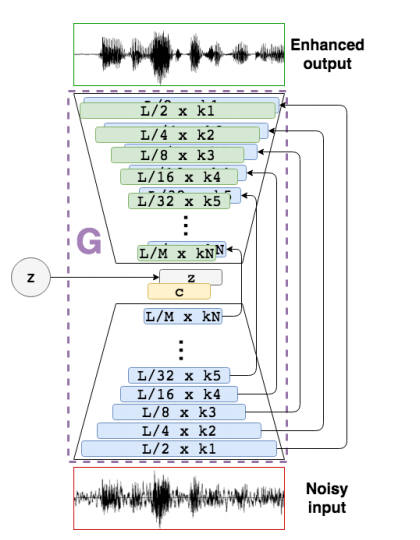 Enhanced
output
L/2 x k1
L/4 x k2
L/8 x k3
L/16 x k4
L/32 x k5
L/M x kN
G
z
z
c
L/M x kN
L/32 x k5
L/16 x k4
L/8 x k3
L/4 x k2
L/2 x k1
Noisy
input